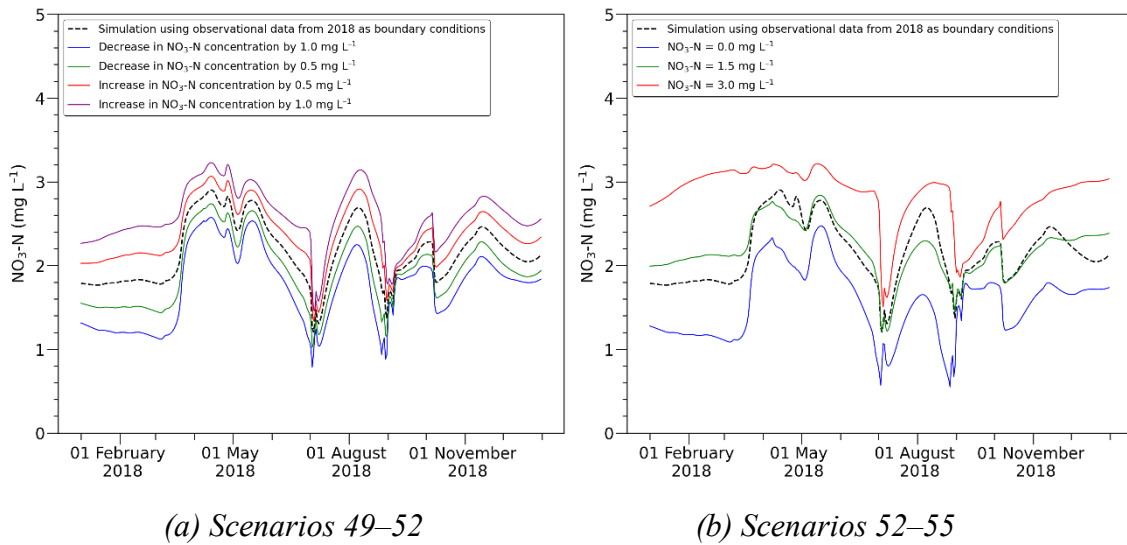 Simulation using observational data from 2018 as boundary conditions
Decrease in NO₃-N concentration by 1.0 mg L⁻¹
Decrease in NO₃-N concentration by 0.5 mg L⁻¹
Increase in NO₃-N concentration by 0.5 mg L⁻¹
Increase in NO₃-N concentration by 1.0 mg L⁻¹
NO₃-N (mg L⁻¹)
5
4
3
2
1
0
01 February 01 May 01 August 01 November
2018 2018 2018 2018
(a) Scenarios 49–52
Simulation using observational data from 2018 as boundary conditions
NO₃-N = 0.0 mg L⁻¹
NO₃-N = 1.5 mg L⁻¹
NO₃-N = 3.0 mg L⁻¹
NO₃-N (mg L⁻¹)
5
4
3
2
1
0
01 February 01 May 01 August 01 November
2018 2018 2018 2018
(b) Scenarios 52–55